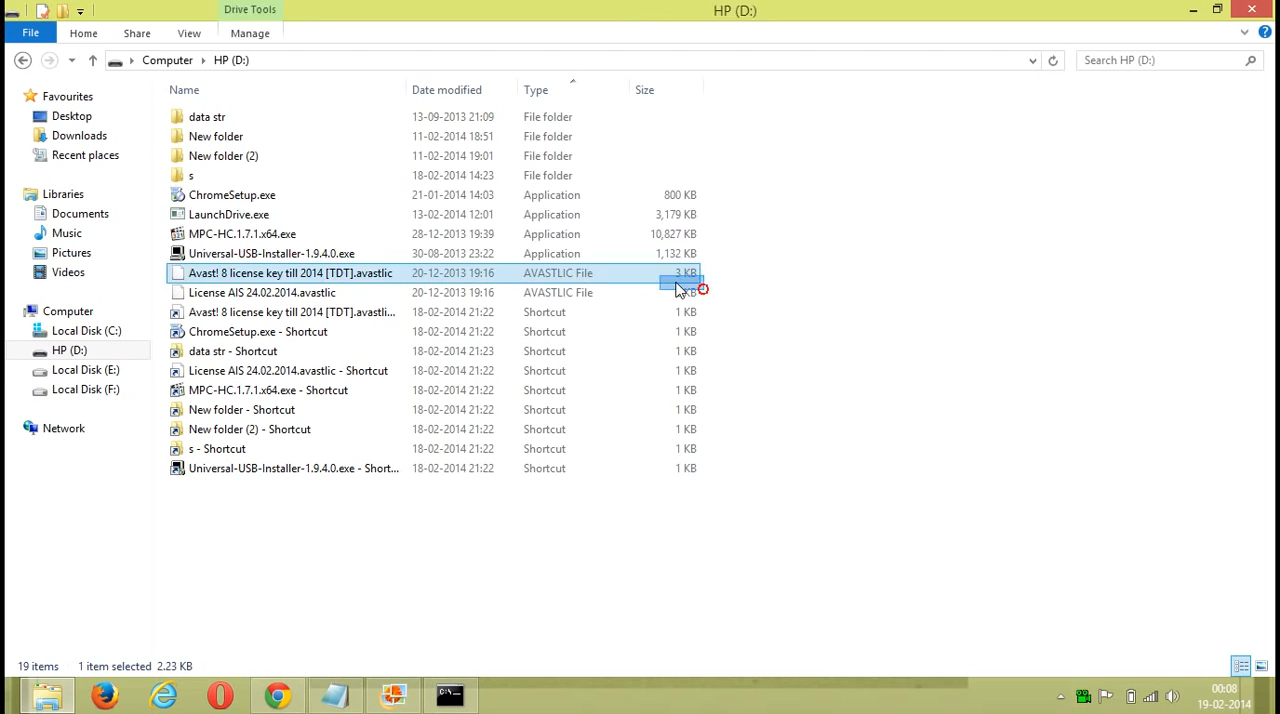 Drive Tools
HP (D:)
File
Home
Share
View
Manage
Computer
HP (D:)
Search HP (D:)
Name
Date modified
Type
Size
Favourites
Desktop
Downloads
Recent places
Libraries
Documents
Music
Pictures
Videos
Computer
Local Disk (C:)
HP (D:)
Local Disk (E:)
Local Disk (F:)
Network
data str 13-09-2013 21:09 File folder
New folder 11-02-2014 18:51 File folder
New folder (2) 11-02-2014 19:01 File folder
s 18-02-2014 14:23 File folder
ChromeSetup.exe 21-01-2014 14:03 Application 800 KB
LaunchDrive.exe 13-02-2014 12:01 Application 3,179 KB
MPC-HC.1.7.1.x64.exe 28-12-2013 19:39 Application 10,827 KB
Universal-USB-Installer-1.9.4.0.exe 30-08-2013 23:22 Application 1,132 KB
Avast! 8 license key till 2014 [TDT].avastlic 20-12-2013 19:16 AVASTLIC File 3 KB
License AIS 24.02.2014.avastlic 20-12-2013 19:16 AVASTLIC File
Avast! 8 license key till 2014 [TDT].avastli... 18-02-2014 21:22 Shortcut 1 KB
ChromeSetup.exe - Shortcut 18-02-2014 21:22 Shortcut 1 KB
data str - Shortcut 18-02-2014 21:23 Shortcut 1 KB
License AIS 24.02.2014.avastlic - Shortcut 18-02-2014 21:22 Shortcut 1 KB
MPC-HC.1.7.1.x64.exe - Shortcut 18-02-2014 21:22 Shortcut 1 KB
New folder - Shortcut 18-02-2014 21:22 Shortcut 1 KB
New folder (2) - Shortcut 18-02-2014 21:22 Shortcut 1 KB
s - Shortcut 18-02-2014 21:22 Shortcut 1 KB
Universal-USB-Installer-1.9.4.0.exe - Short... 18-02-2014 21:22 Shortcut 1 KB
19 items 1 item selected 2.23 KB
00:08
19-02-2014